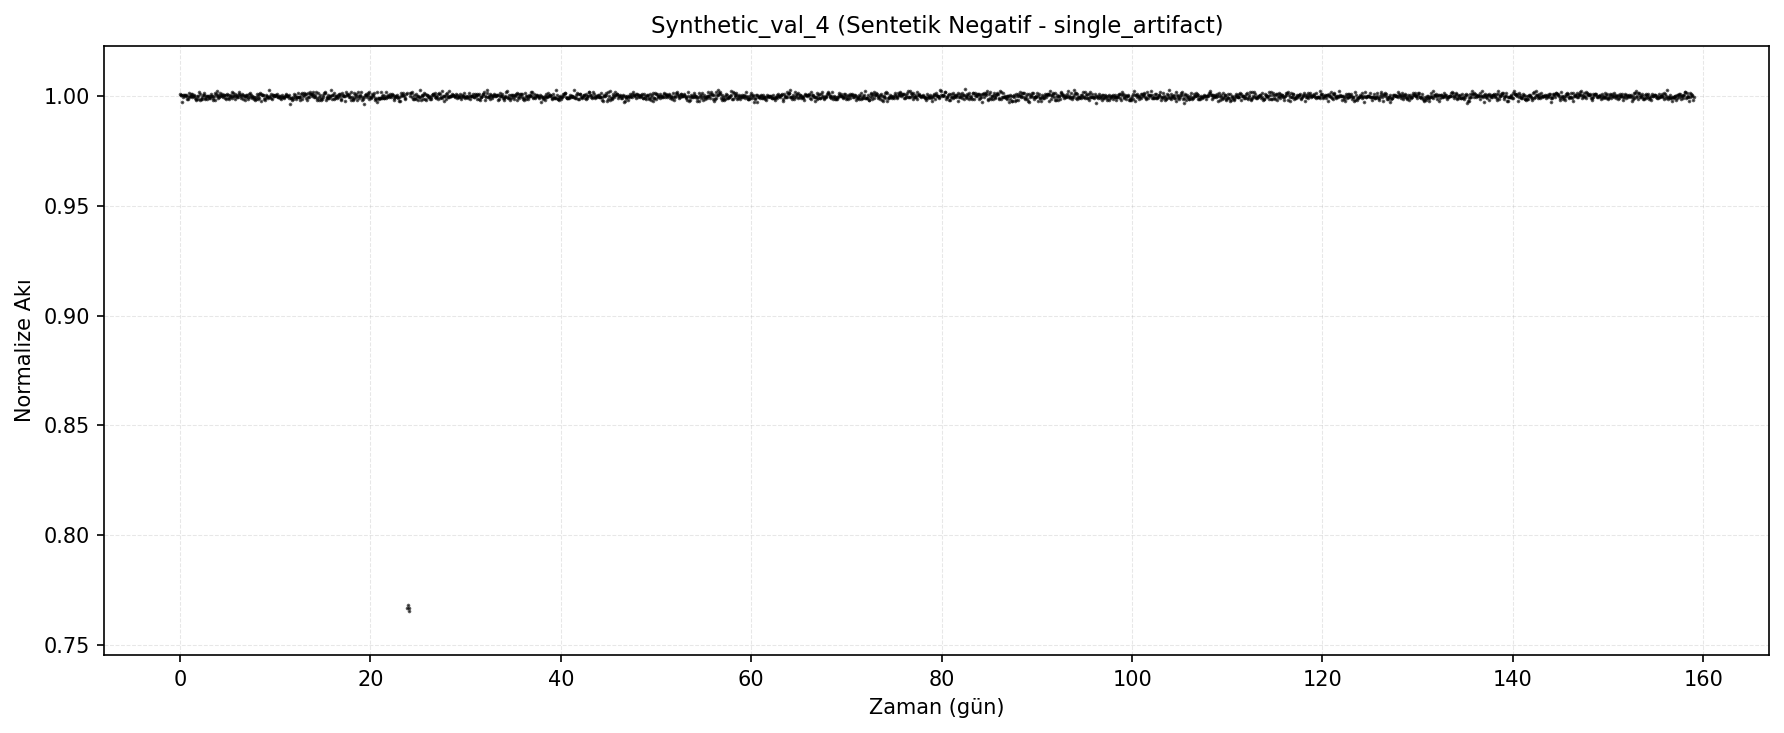 Synthetic_val_4 (Sentetik Negatif - single_artifact)
Normalize Akı
1.00
0.95
0.90
0.85
0.80
0.75
0 20 40 60 80 100 120 140 160
Zaman (gün)